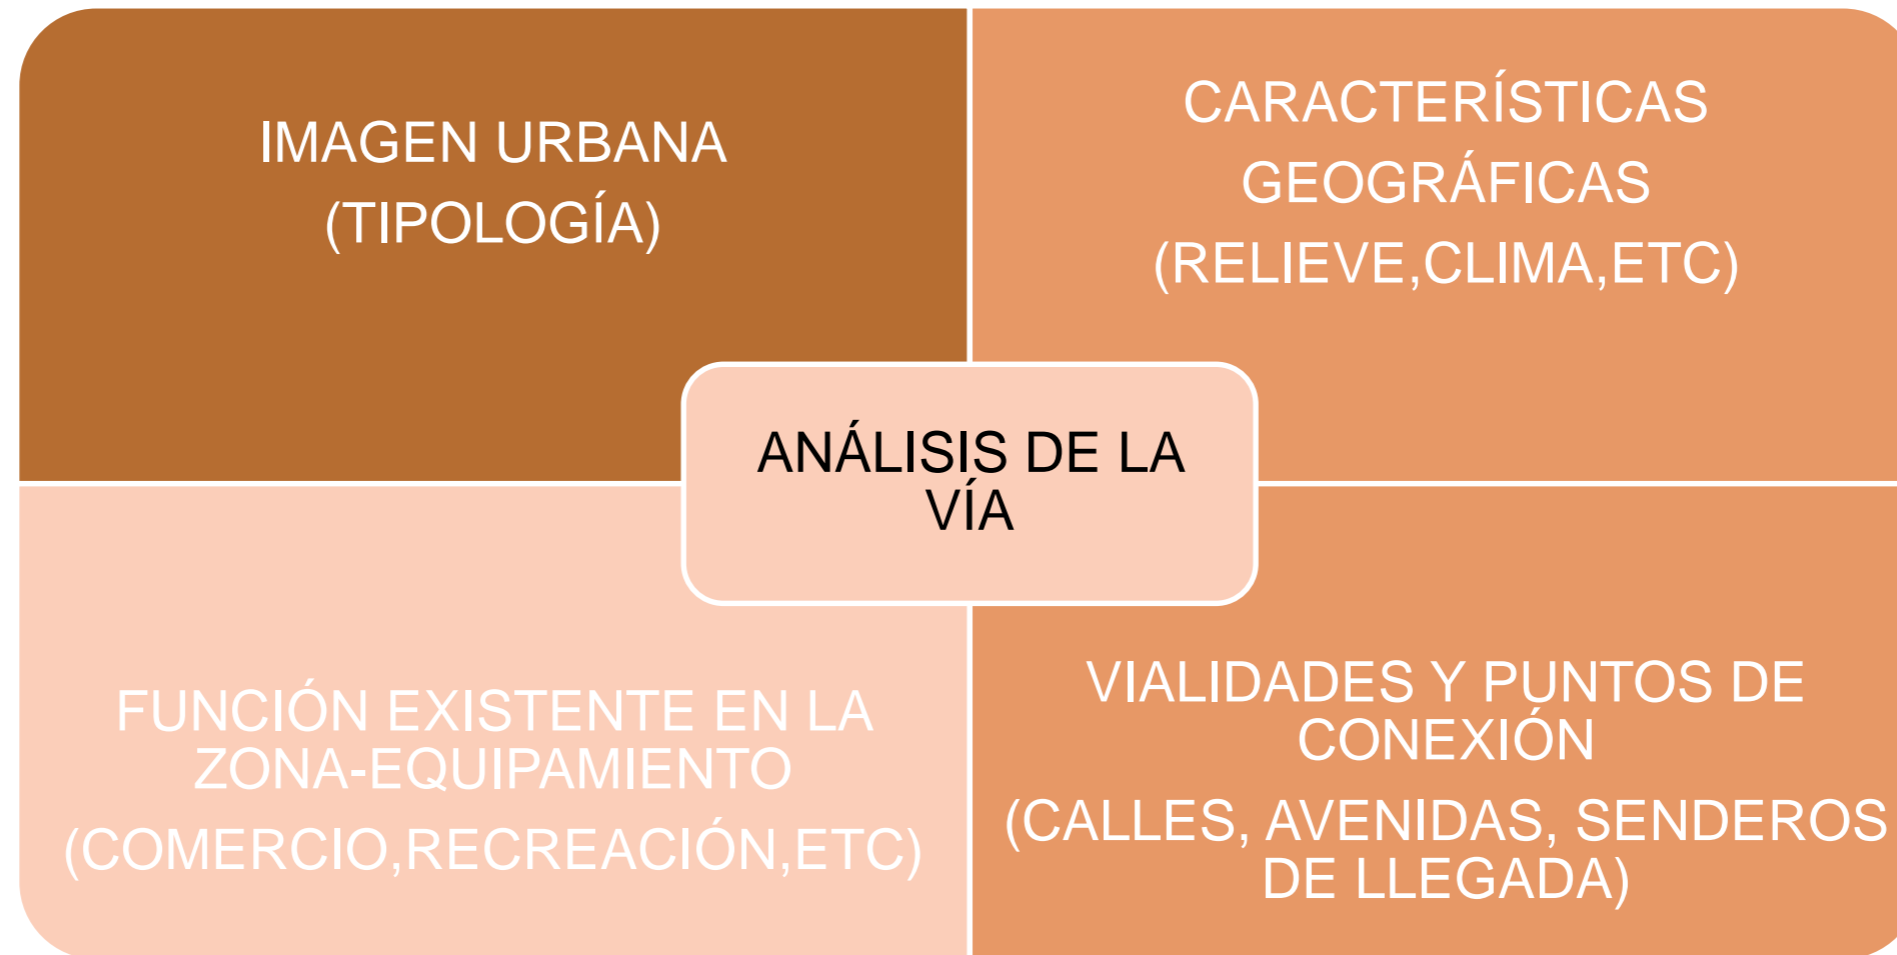 IMAGEN URBANA
(TIPOLOGÍA)
CARACTERÍSTICAS
GEOGRÁFICAS
(RELIEVE,CLIMA,ETC)
ANÁLISIS DE LA
VÍA
FUNCIÓN EXISTENTE EN LA
ZONA-EQUIPAMIENTO
(COMERCIO,RECREACIÓN,ETC)
VIALIDADES Y PUNTOS DE
CONEXIÓN
(CALLES, AVENIDAS, SENDEROS
DE LLEGADA)